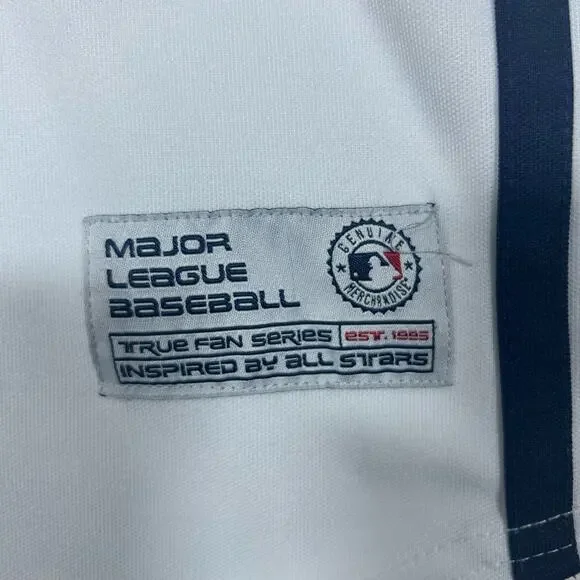 Major
League
Baseball
GENUINE
MERCHANDISE
True Fan Series est. 1995
Inspired by All Stars